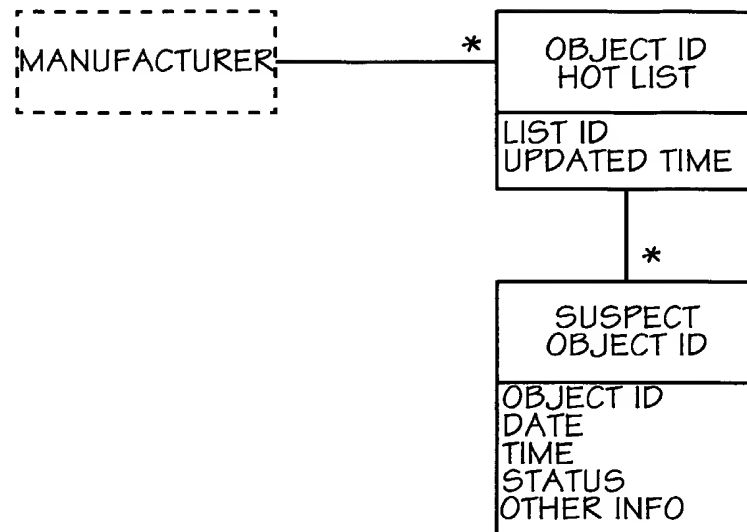 MANUFACTURER
*
OBJECT ID
HOT LIST
LIST ID
UPDATED TIME
*
SUSPECT
OBJECT ID
OBJECT ID
DATE
TIME
STATUS
OTHER INFO